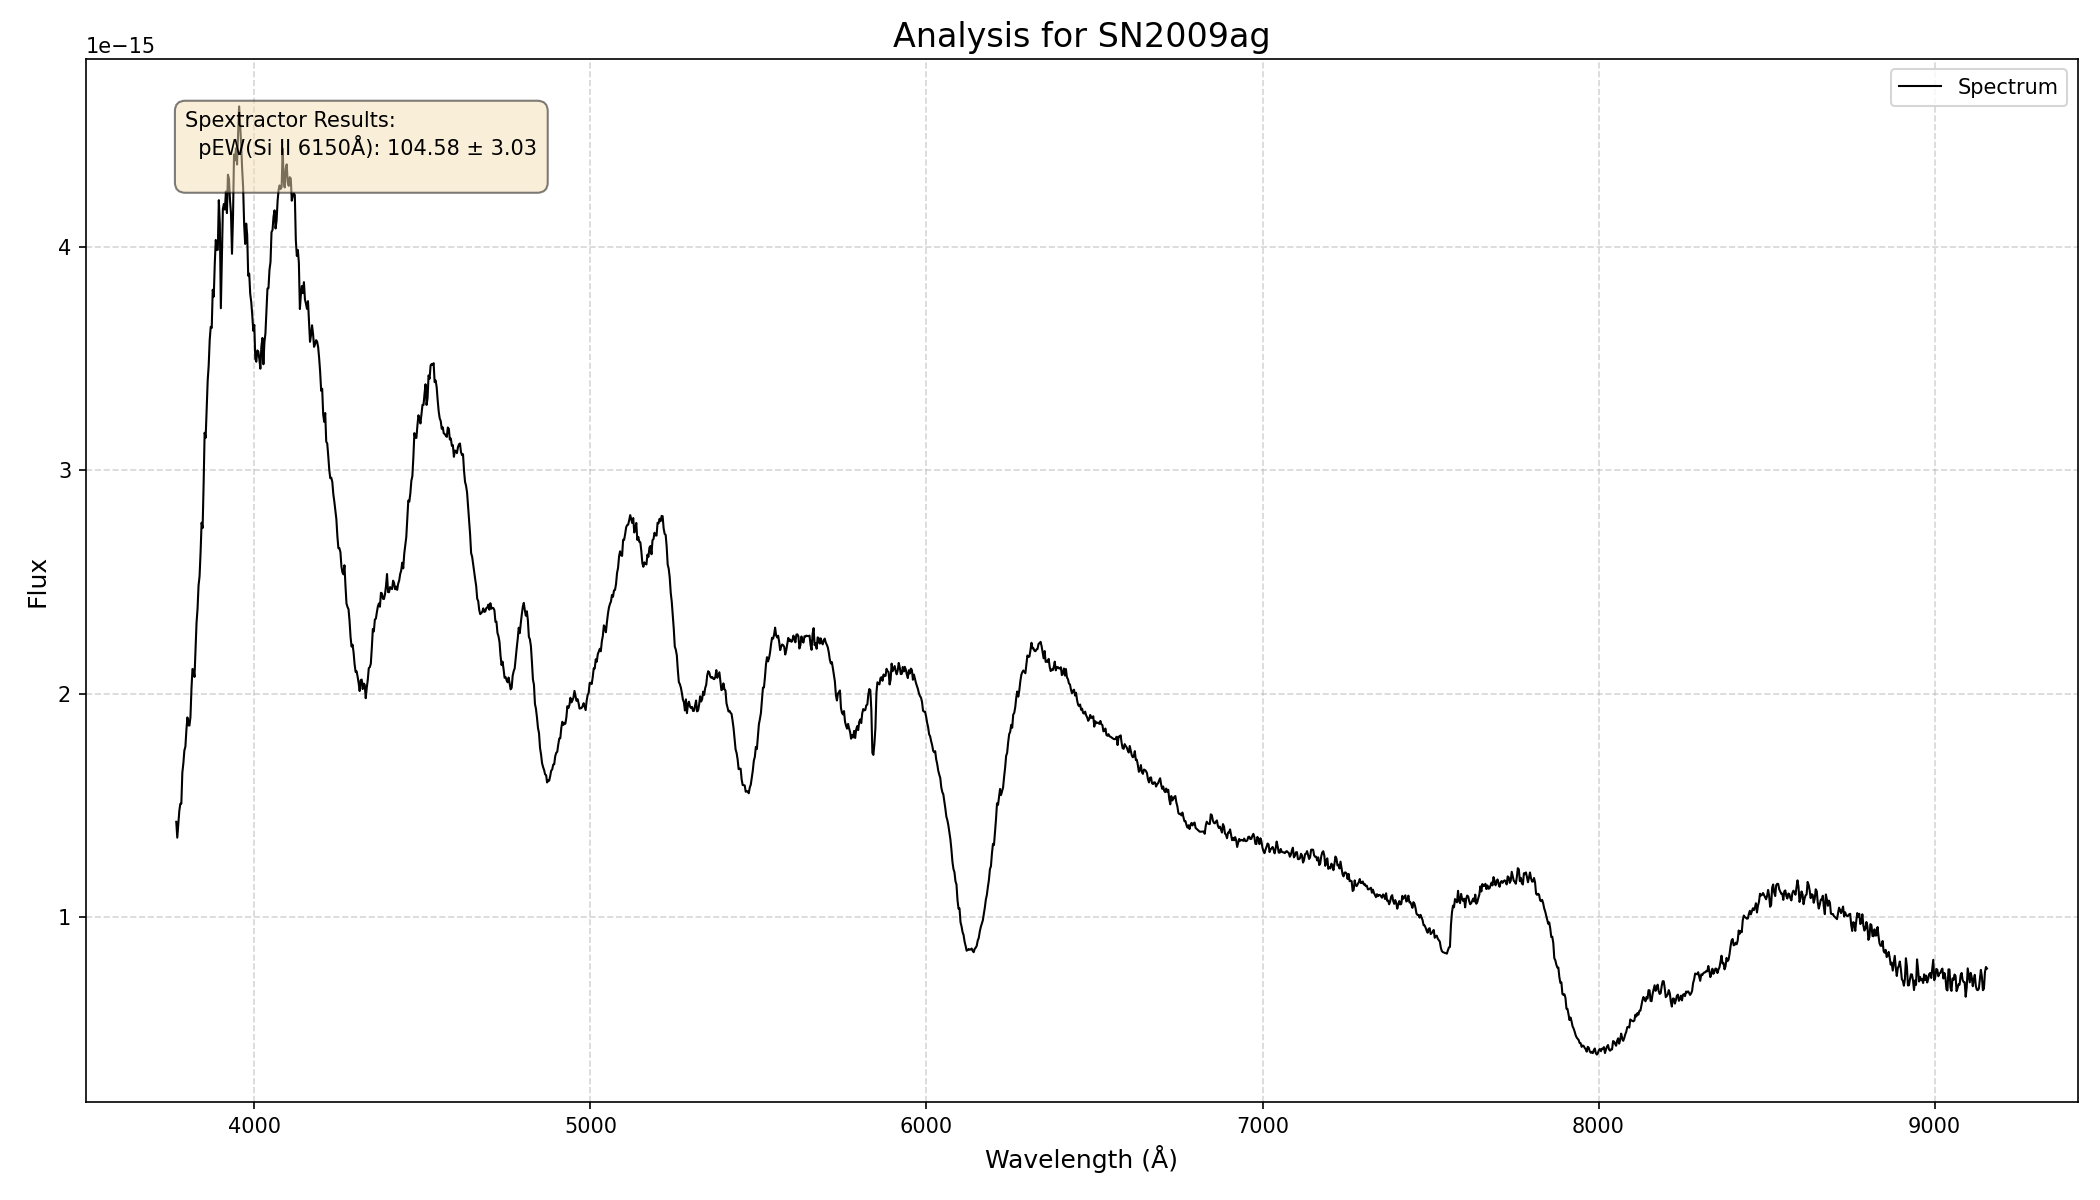 Analysis for SN2009ag
1e−15
Spectrum
Spextractor Results:
pEW(Si II 6150Å): 104.58 ± 3.03
4
3
2
1
Flux
4000 5000 6000 7000 8000 9000
Wavelength (Å)